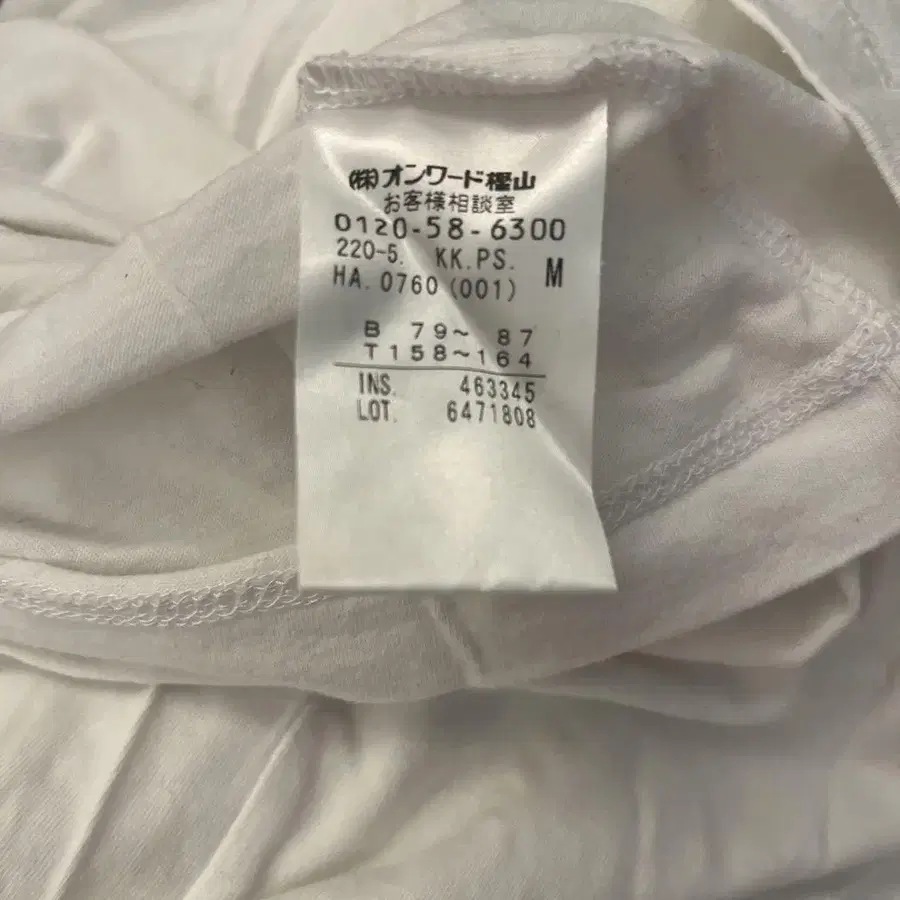 ㈱オンワード樫山
お客様相談室
0120-58-6300
220-5. KK.PS. M
HA.0760(001)
B 79~ 87
T158~164
INS. 463345
LOT. 6471808